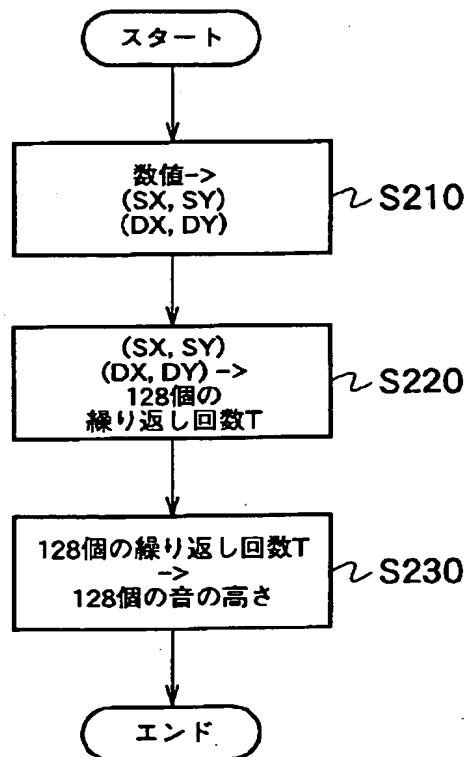 スタート
数値->
(SX, SY)
(DX, DY)
S210
(SX, SY)
(DX, DY) ->
128個の
繰り返し回数T
S220
128個の繰り返し回数T
->
128個の音の高さ
S230
エンド